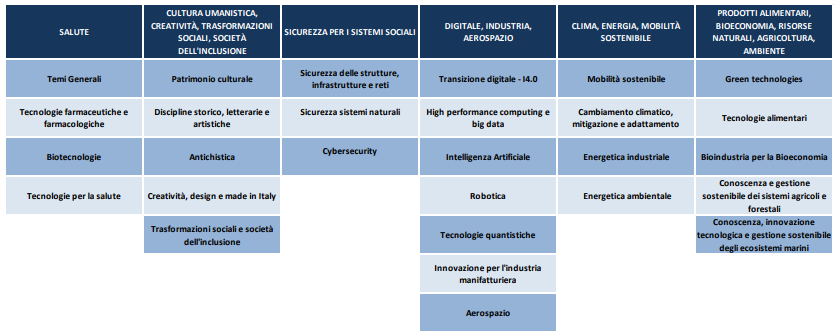 SALUTE
CULTURA UMANISTICA,
CREATIVITÀ, TRASFORMAZIONI
SOCIALI, SOCIETÀ
DELL'INCLUSIONE
SICUREZZA PER I SISTEMI SOCIALI
DIGITALE, INDUSTRIA,
AEROSPAZIO
CLIMA, ENERGIA, MOBILITÀ
SOSTENIBILE
PRODOTTI ALIMENTARI,
BIOECONOMIA, RISORSE
NATURALI, AGRICOLTURA,
AMBIENTE
Temi Generali
Patrimonio culturale
Sicurezza delle strutture,
infrastrutture e reti
Transizione digitale - I4.0
Mobilità sostenibile
Green technologies
Tecnologie farmaceutiche e
farmacologiche
Discipline storico, letterarie e
artistiche
Sicurezza sistemi naturali
High performance computing e
big data
Cambiamento climatico,
mitigazione e adattamento
Tecnologie alimentari
Biotecnologie
Antichistica
Cybersecurity
Intelligenza Artificiale
Energetica industriale
Bioindustria per la Bioeconomia
Tecnologie per la salute
Creatività, design e made in Italy
Robotica
Energetica ambientale
Conoscenza e gestione
sostenibile dei sistemi agricoli e
forestali
Trasformazioni sociali e società
dell'inclusione
Tecnologie quantistiche
Conoscenza, innovazione
tecnologica e gestione sostenibile
degli ecosistemi marini
Innovazione per l'industria
manifatturiera
Aerospazio